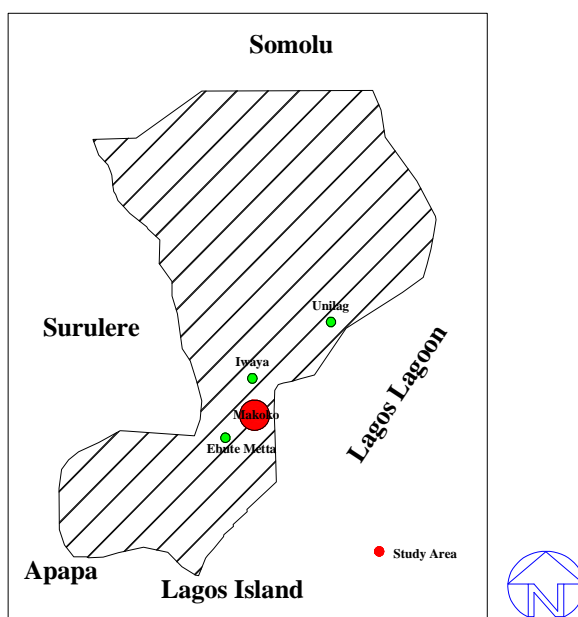 Somolu
Unilag
Surulere
Lagos Lagoon
Iwaya
Makoko
Ebute Metta
Study Area
Apapa
Lagos Island
N